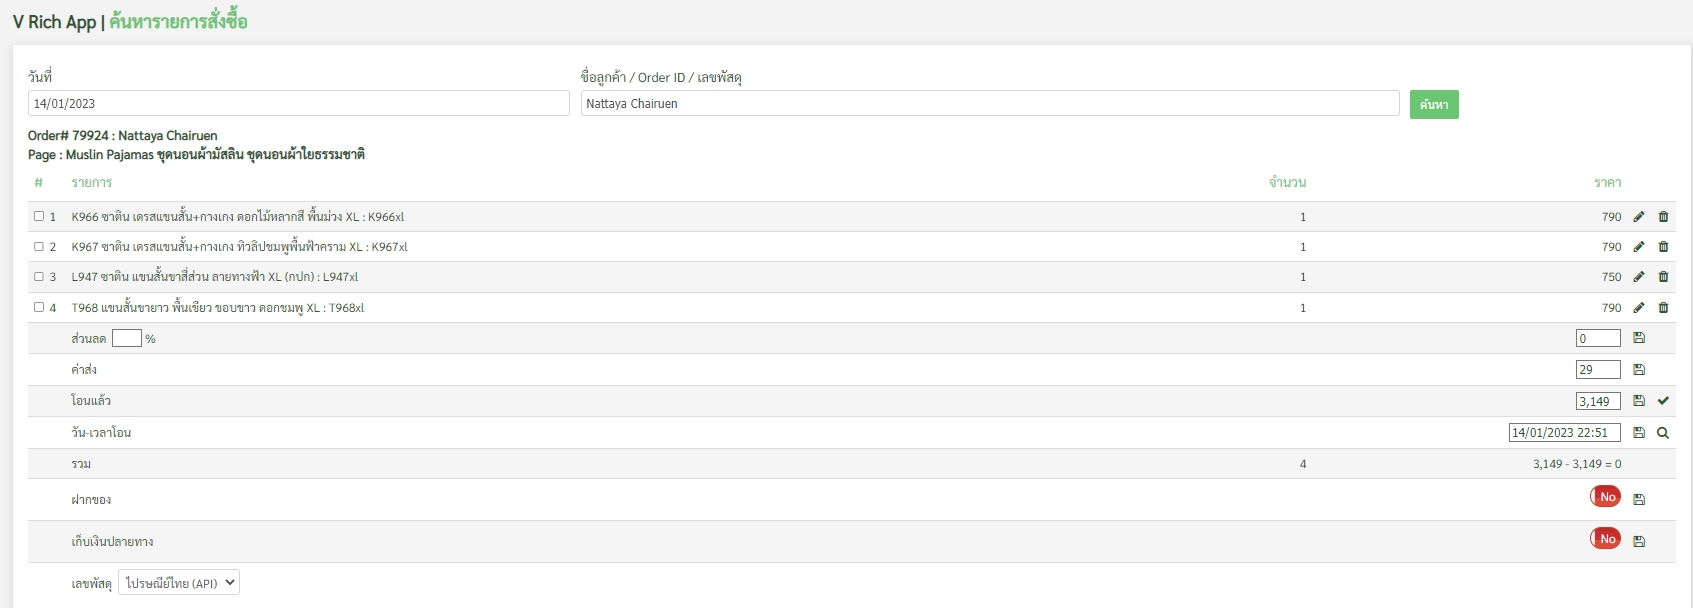 V Rich App | ค้นหารายการสั่งซื้อ
วันที่ ชื่อลูกค้า / Order ID / เลขพัสดุ
14/01/2023 Nattaya Chairuen ค้นหา
Order# 79924 : Nattaya Chairuen
Page : Muslin Pajamas ชุดนอนผ้ามัสลิน ชุดนอนผ้าใยธรรมชาติ
# รายการ จำนวน ราคา
1 K966 ซาติน เดรสแขนสั้น+กางเกง ดอกไม้หลากสี พื้นม่วง XL : K966xl 1 790
2 K967 ซาติน เดรสแขนสั้น+กางเกง ทิวลิปชมพูพื้นฟ้าคราม XL : K967xl 1 790
3 L947 ซาติน แขนสั้นขาสี่ส่วน ลายทางฟ้า XL (กปก) : L947xl 1 750
4 T968 แขนสั้นขายาว พื้นเขียว ขอบขาว ดอกชมพู XL : T968xl 1 790
ส่วนลด % 0
ค่าส่ง 29
โอนแล้ว 3,149
วัน-เวลาโอน 14/01/2023 22:51
รวม 4 3,149 - 3,149 = 0
ฝากของ No
เก็บเงินปลายทาง No
เลขพัสดุ ไปรษณีย์ไทย (API)